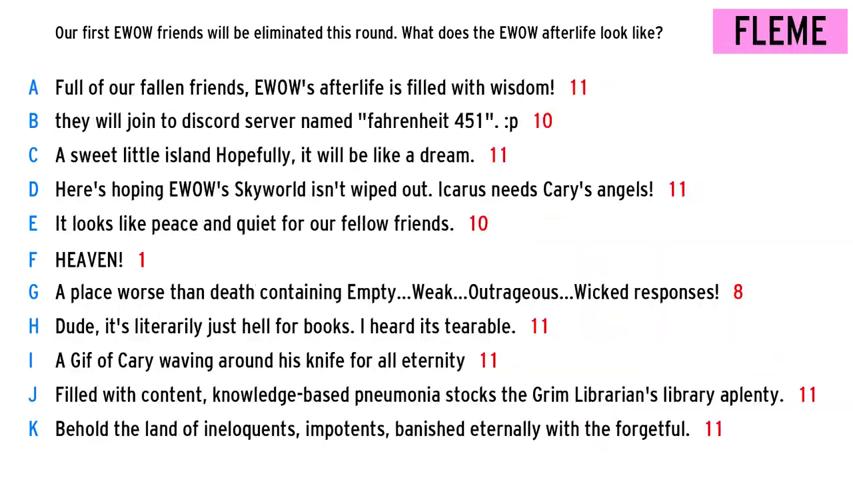 Our first EWOW friends will be eliminated this round. What does the EWOW afterlife look like?
FLEME
A Full of our fallen friends, EWOW's afterlife is filled with wisdom! 11
B they will join to discord server named "fahrenheit 451". :p 10
C A sweet little island Hopefully, it will be like a dream. 11
D Here's hoping EWOW's Skyworld isn't wiped out. Icarus needs Cary's angels! 11
E It looks like peace and quiet for our fellow friends. 10
F HEAVEN! 1
G A place worse than death containing Empty...Weak...Outrageous...Wicked responses! 8
H Dude, it's literarily just hell for books. I heard its tearable. 11
I A Gif of Cary waving around his knife for all eternity 11
J Filled with content, knowledge-based pneumonia stocks the Grim Librarian's library aplenty. 11
K Behold the land of ineloquents, impotents, banished eternally with the forgetful. 11